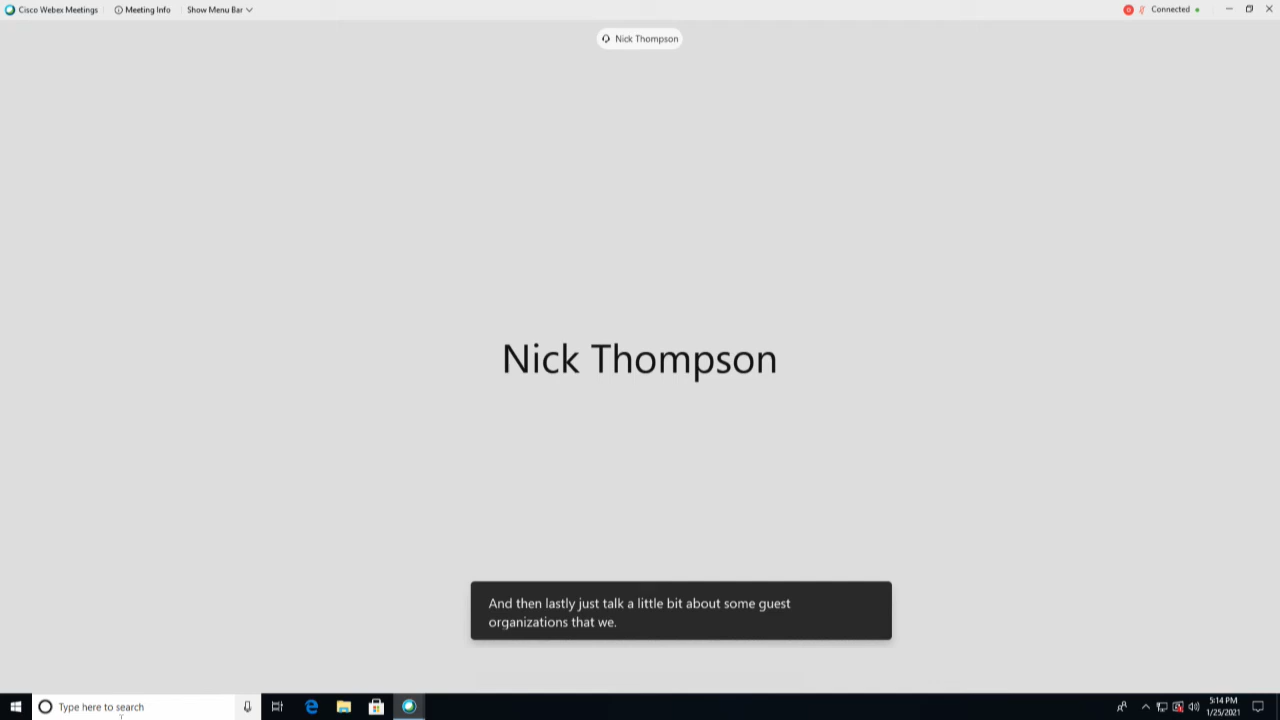 Cisco Webex Meetings
Meeting Info
Show Menu Bar
Connected
Nick Thompson
Nick Thompson
And then lastly just talk a little bit about some guest
organizations that we.
Type here to search
5:14 PM
1/25/2021